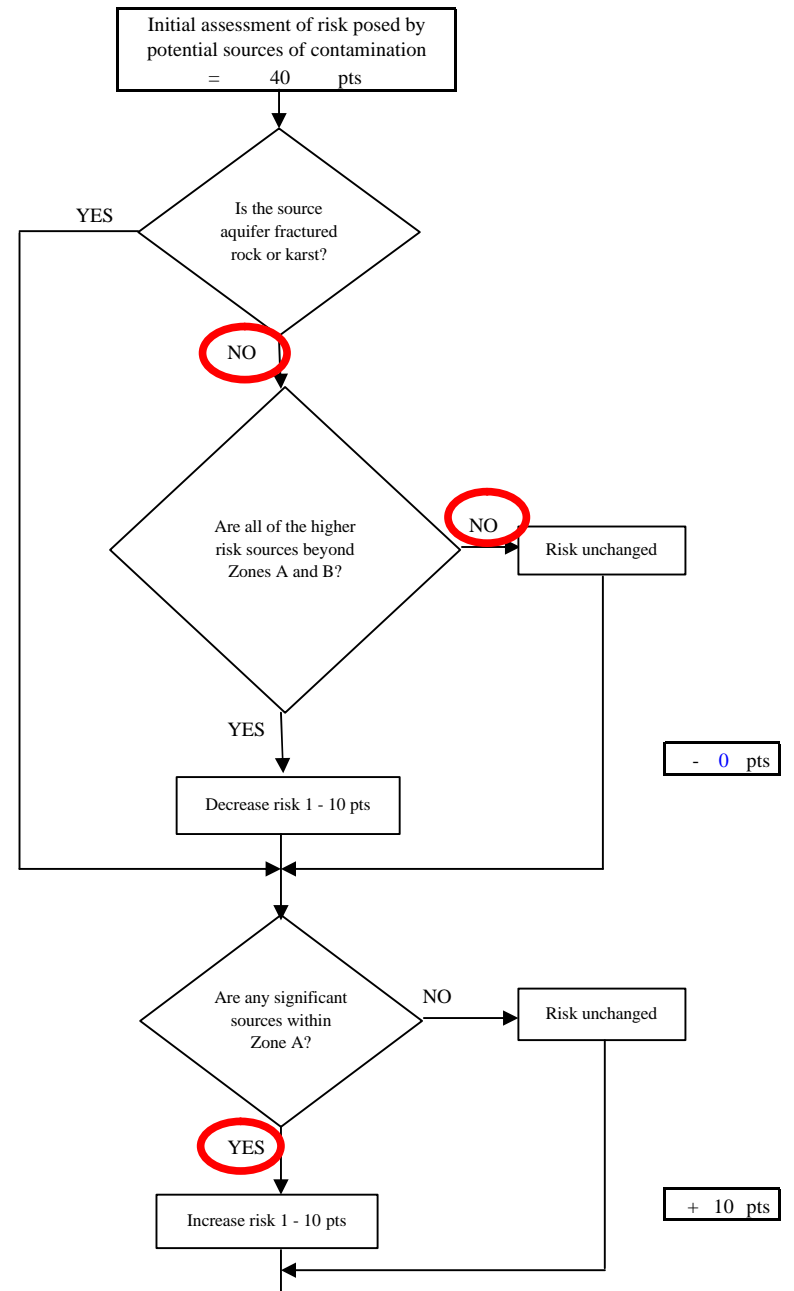 Initial assessment of risk posed by
potential sources of contamination
= 40 pts
YES
Is the source
aquifer fractured
rock or karst?
NO
Are all of the higher
risk sources beyond
Zones A and B?
NO
Risk unchanged
YES
- 0 pts
Decrease risk 1 - 10 pts
Are any significant
sources within
Zone A?
NO
Risk unchanged
YES
+ 10 pts
Increase risk 1 - 10 pts